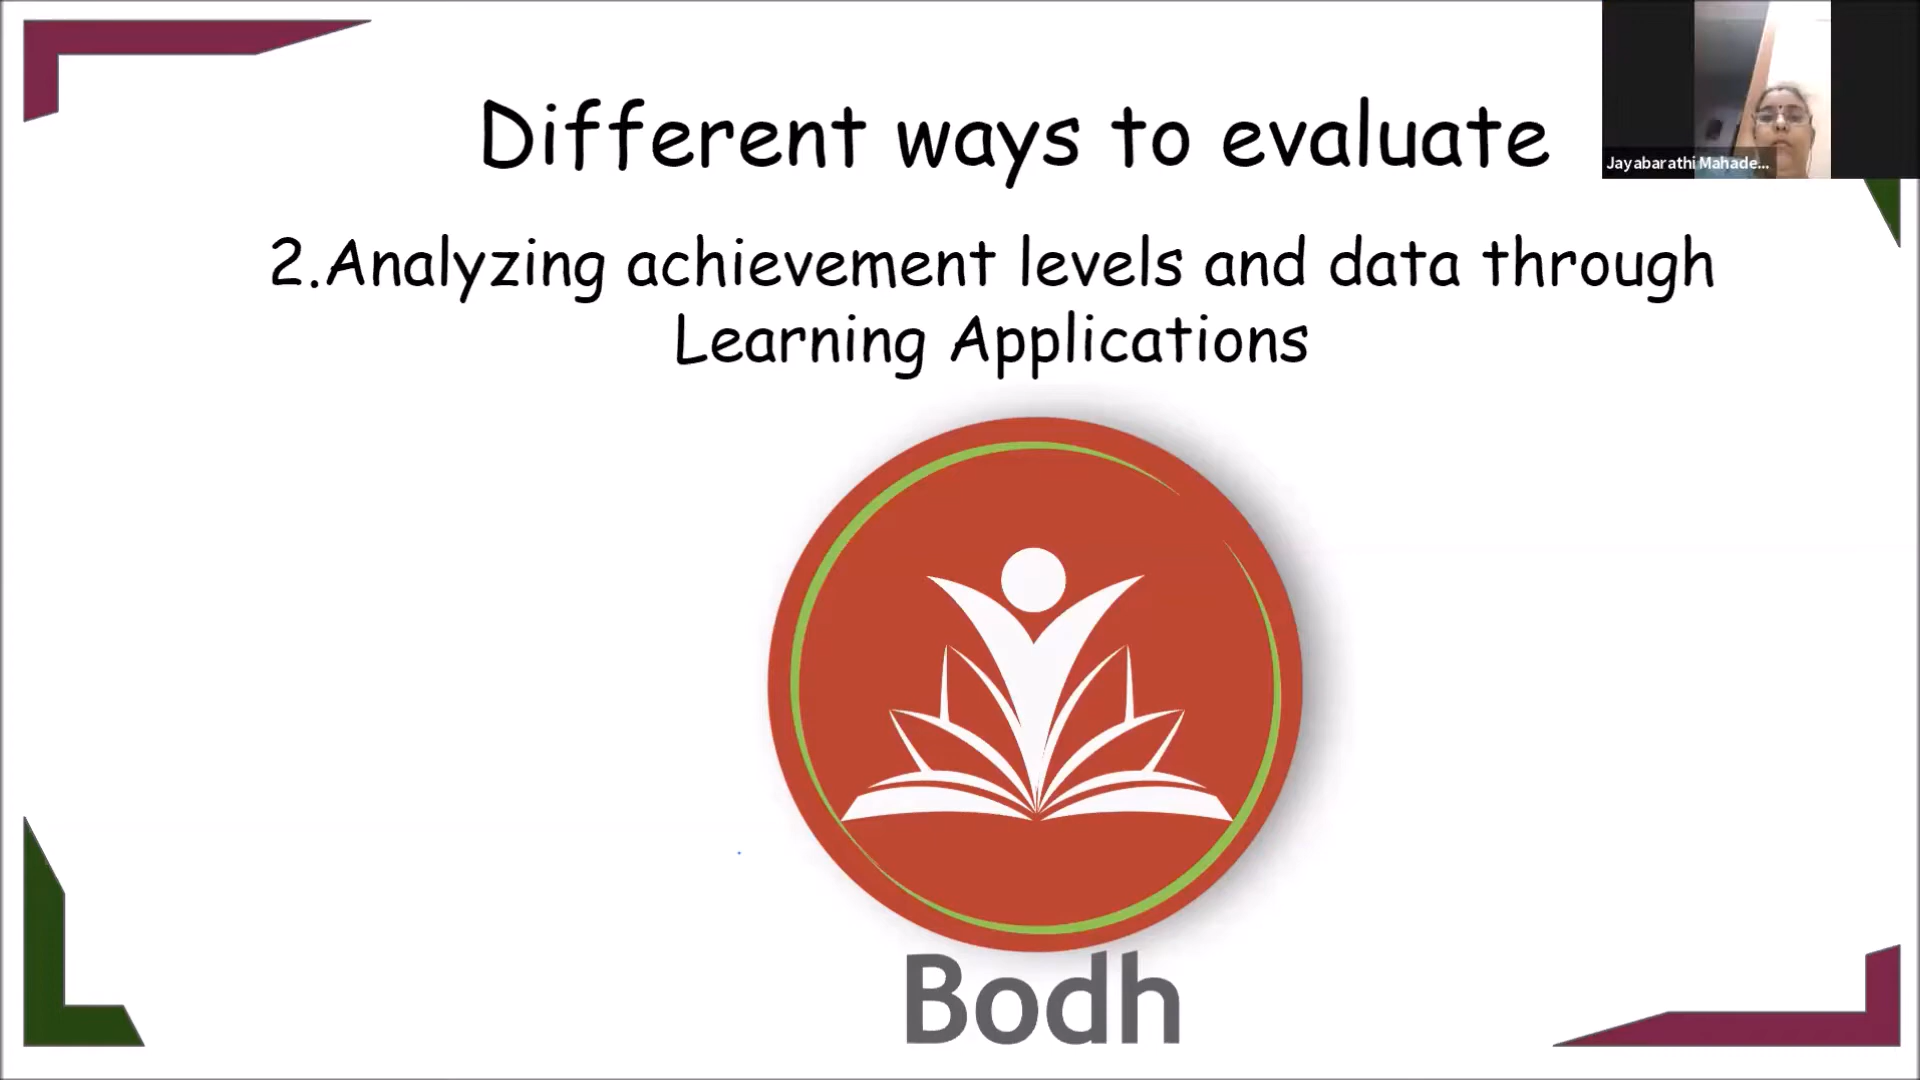 Different ways to evaluate
Jayabarathi Mahade...
2.Analyzing achievement levels and data through
Learning Applications
Bodh